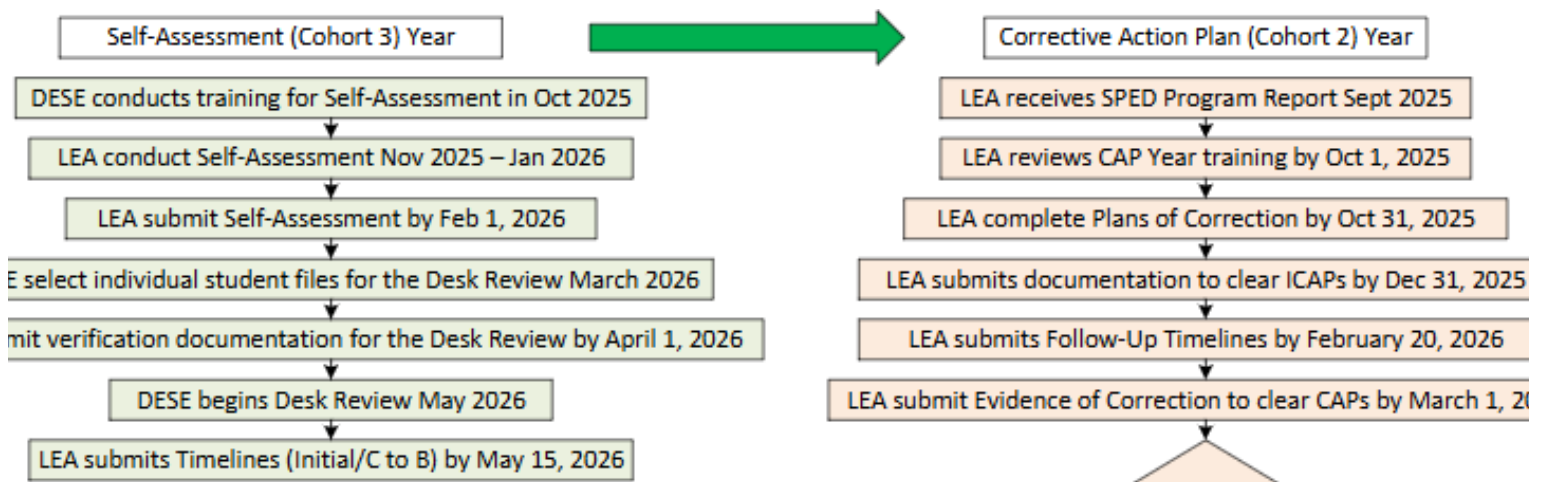 Self-Assessment (Cohort 3) Year
DESE conducts training for Self-Assessment in Oct 2025
LEA conduct Self-Assessment Nov 2025 – Jan 2026
LEA submit Self-Assessment by Feb 1, 2026
select individual student files for the Desk Review March 2026
verification documentation for the Desk Review by April 1, 2026
DESE begins Desk Review May 2026
LEA submits Timelines (Initial/C to B) by May 15, 2026
Corrective Action Plan (Cohort 2) Year
LEA receives SPED Program Report Sept 2025
LEA reviews CAP Year training by Oct 1, 2025
LEA complete Plans of Correction by Oct 31, 2025
LEA submits documentation to clear ICAPs by Dec 31, 2025
LEA submits Follow-Up Timelines by February 20, 2026
LEA submit Evidence of Correction to clear CAPs by March 1,